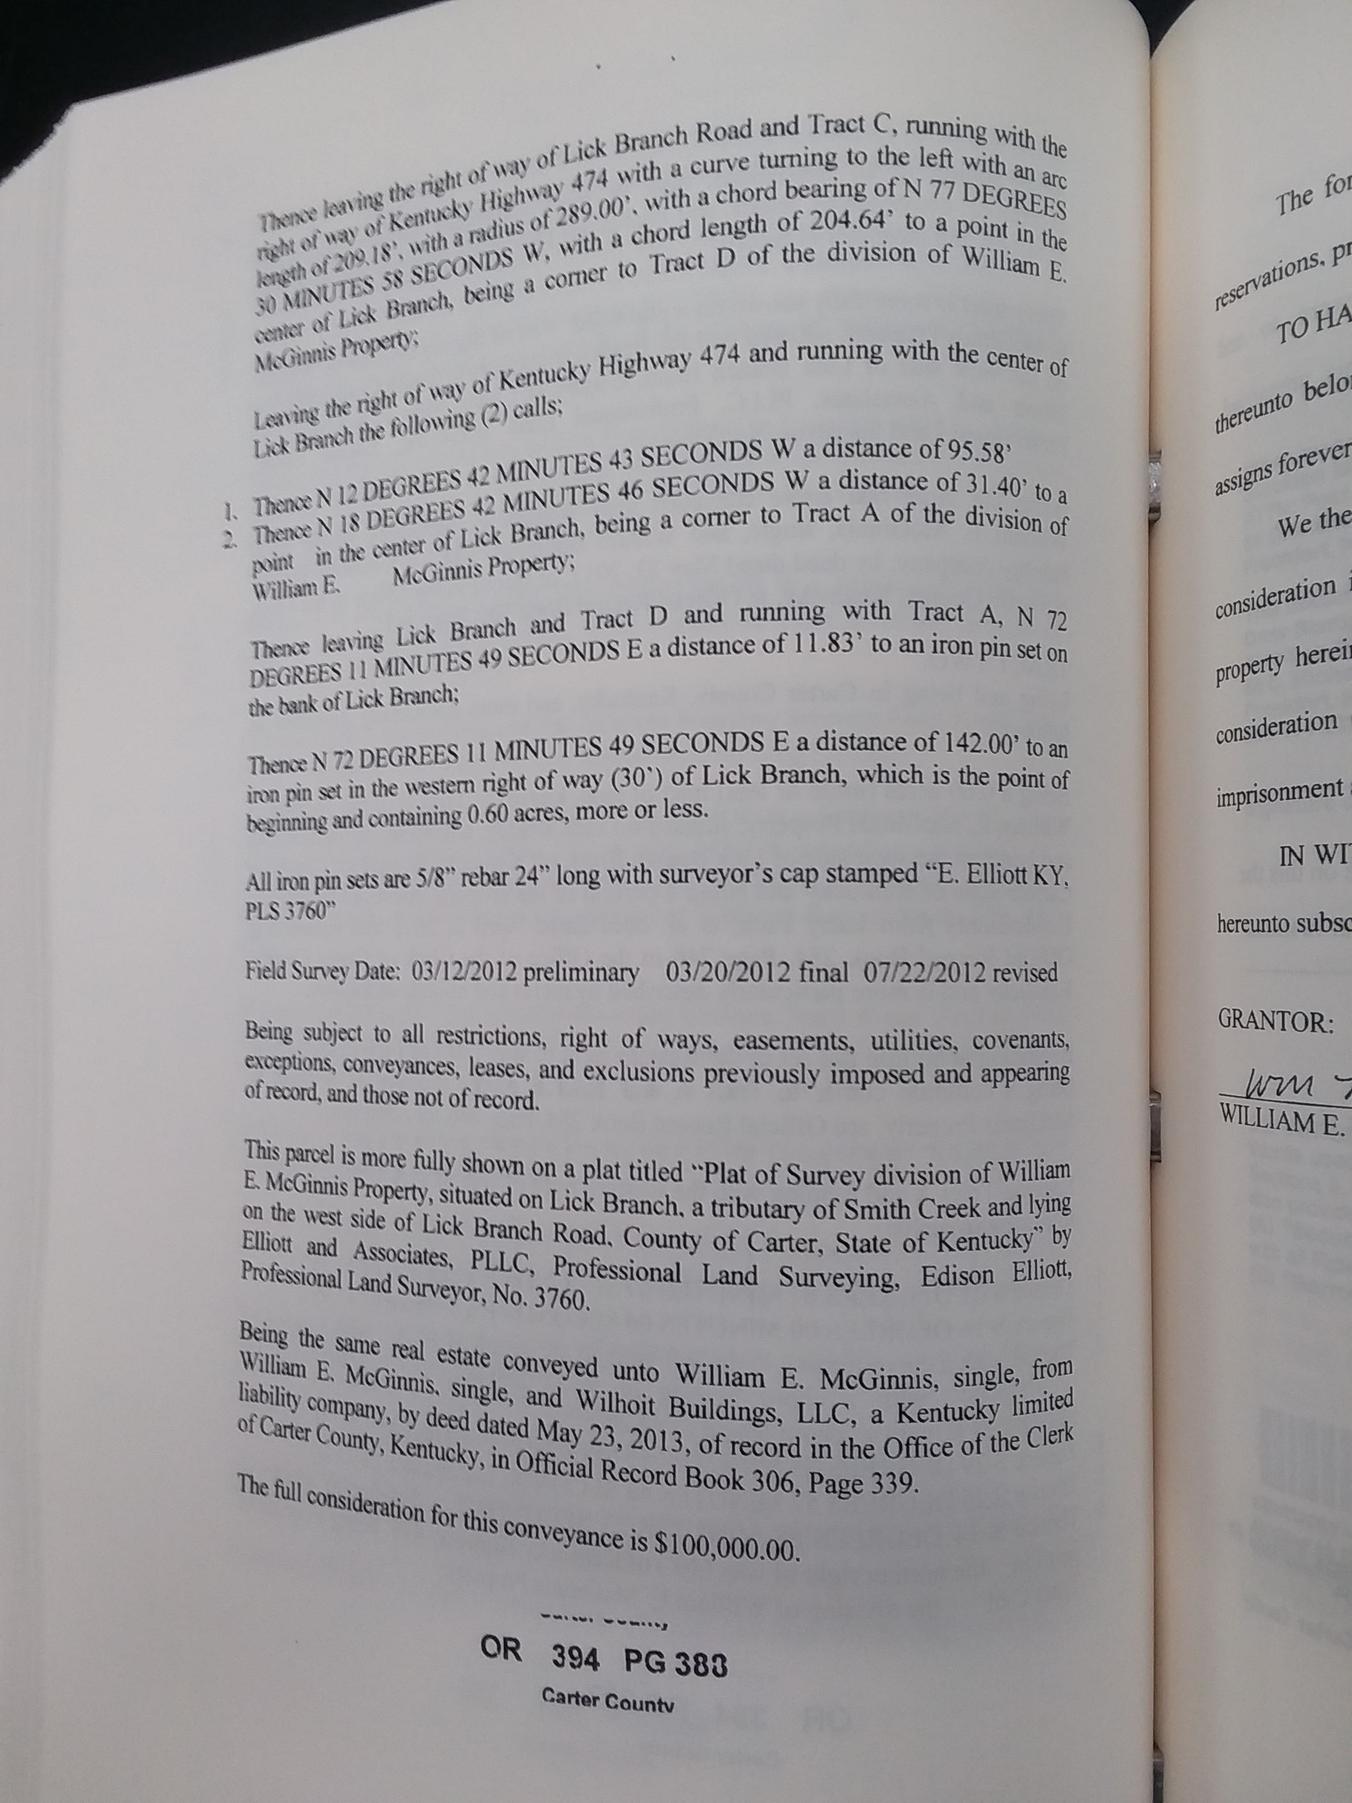 Thence leaving the right of way of Lick Branch Road and Tract C, running with the
right of way of Kentucky Highway 474 with a curve turning to the left with an arc
length of 209.18', with a radius of 289.00', with a chord bearing of N 77 DEGREES
30 MINUTES 58 SECONDS W, with a chord length of 204.64' to a point in the
center of Lick Branch, being a corner to Tract D of the division of William E.
McGinnis Property;
Leaving the right of way of Kentucky Highway 474 and running with the center of
Lick Branch the following (2) calls;
1. Thence N 12 DEGREES 42 MINUTES 43 SECONDS W a distance of 95.58'
2. Thence N 18 DEGREES 42 MINUTES 46 SECONDS W a distance of 31.40' to a
point in the center of Lick Branch, being a corner to Tract A of the division of
William E. McGinnis Property;
Thence leaving Lick Branch and Tract D and running with Tract A, N 72
DEGREES 11 MINUTES 49 SECONDS E a distance of 11.83' to an iron pin set on
the bank of Lick Branch;
Thence N 72 DEGREES 11 MINUTES 49 SECONDS E a distance of 142.00' to an
iron pin set in the western right of way (30') of Lick Branch, which is the point of
beginning and containing 0.60 acres, more or less.
All iron pin sets are 5/8" rebar 24" long with surveyor's cap stamped "E. Elliott KY,
PLS 3760"
Field Survey Date: 03/12/2012 preliminary 03/20/2012 final 07/22/2012 revised
Being subject to all restrictions, right of ways, easements, utilities, covenants,
exceptions, conveyances, leases, and exclusions previously imposed and appearing
of record, and those not of record.
This parcel is more fully shown on a plat titled "Plat of Survey division of William
E. McGinnis Property, situated on Lick Branch, a tributary of Smith Creek and lying
on the west side of Lick Branch Road, County of Carter, State of Kentucky" by
Elliott and Associates, PLLC, Professional Land Surveying, Edison Elliott,
Professional Land Surveyor, No. 3760.
Being the same real estate conveyed unto William E. McGinnis, single, from
William E. McGinnis, single, and Wilhoit Buildings, LLC, a Kentucky limited
liability company, by deed dated May 23, 2013, of record in the Office of the Clerk
of Carter County, Kentucky, in Official Record Book 306, Page 339.
The full consideration for this conveyance is $100,000.00.
OR 394 PG 383
Carter County
The for
reservations, pr
TO HA
thereunto belo
assigns forever
We the
consideration i
property herei
consideration
imprisonment
IN WIT
hereunto subsc
GRANTOR:
Wm
WILLIAM E.